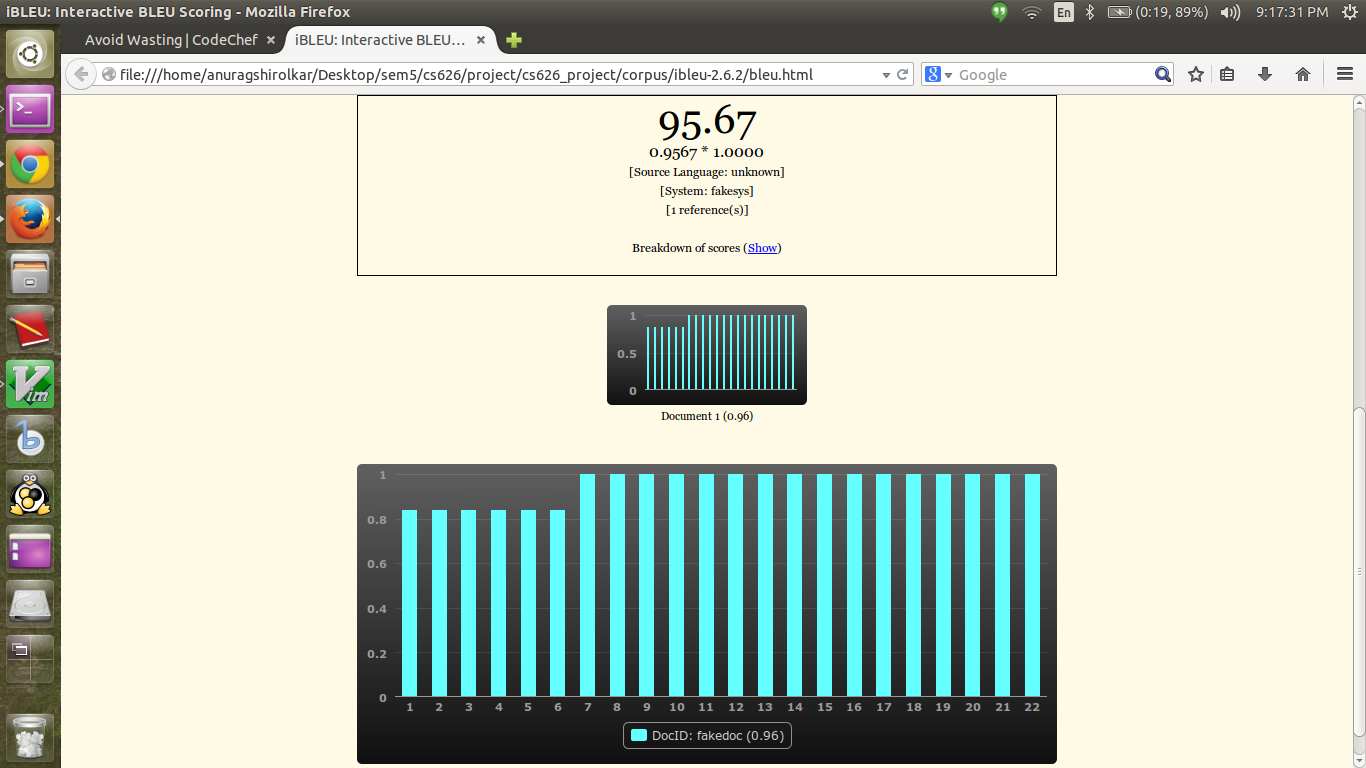 iBLEU: Interactive BLEU Scoring - Mozilla Firefox
En
(0:19, 89%)
9:17:31 PM
Avoid Wasting | CodeChef
iBLEU: Interactive BLEU...
file:///home/anuragshirolkar/Desktop/sem5/cs626/project/cs626_project/corpus/ibleu-2.6.2/bleu.html
8
Google
95.67
0.9567 * 1.0000
[Source Language: unknown]
[System: fakesys]
[1 reference(s)]
Breakdown of scores (Show)
1
0.5
0
Document 1 (0.96)
1
0.8
0.6
0.4
0.2
0
1 2 3 4 5 6 7 8 9 10 11 12 13 14 15 16 17 18 19 20 21 22
DocID: fakedoc (0.96)
>_
Vim
b